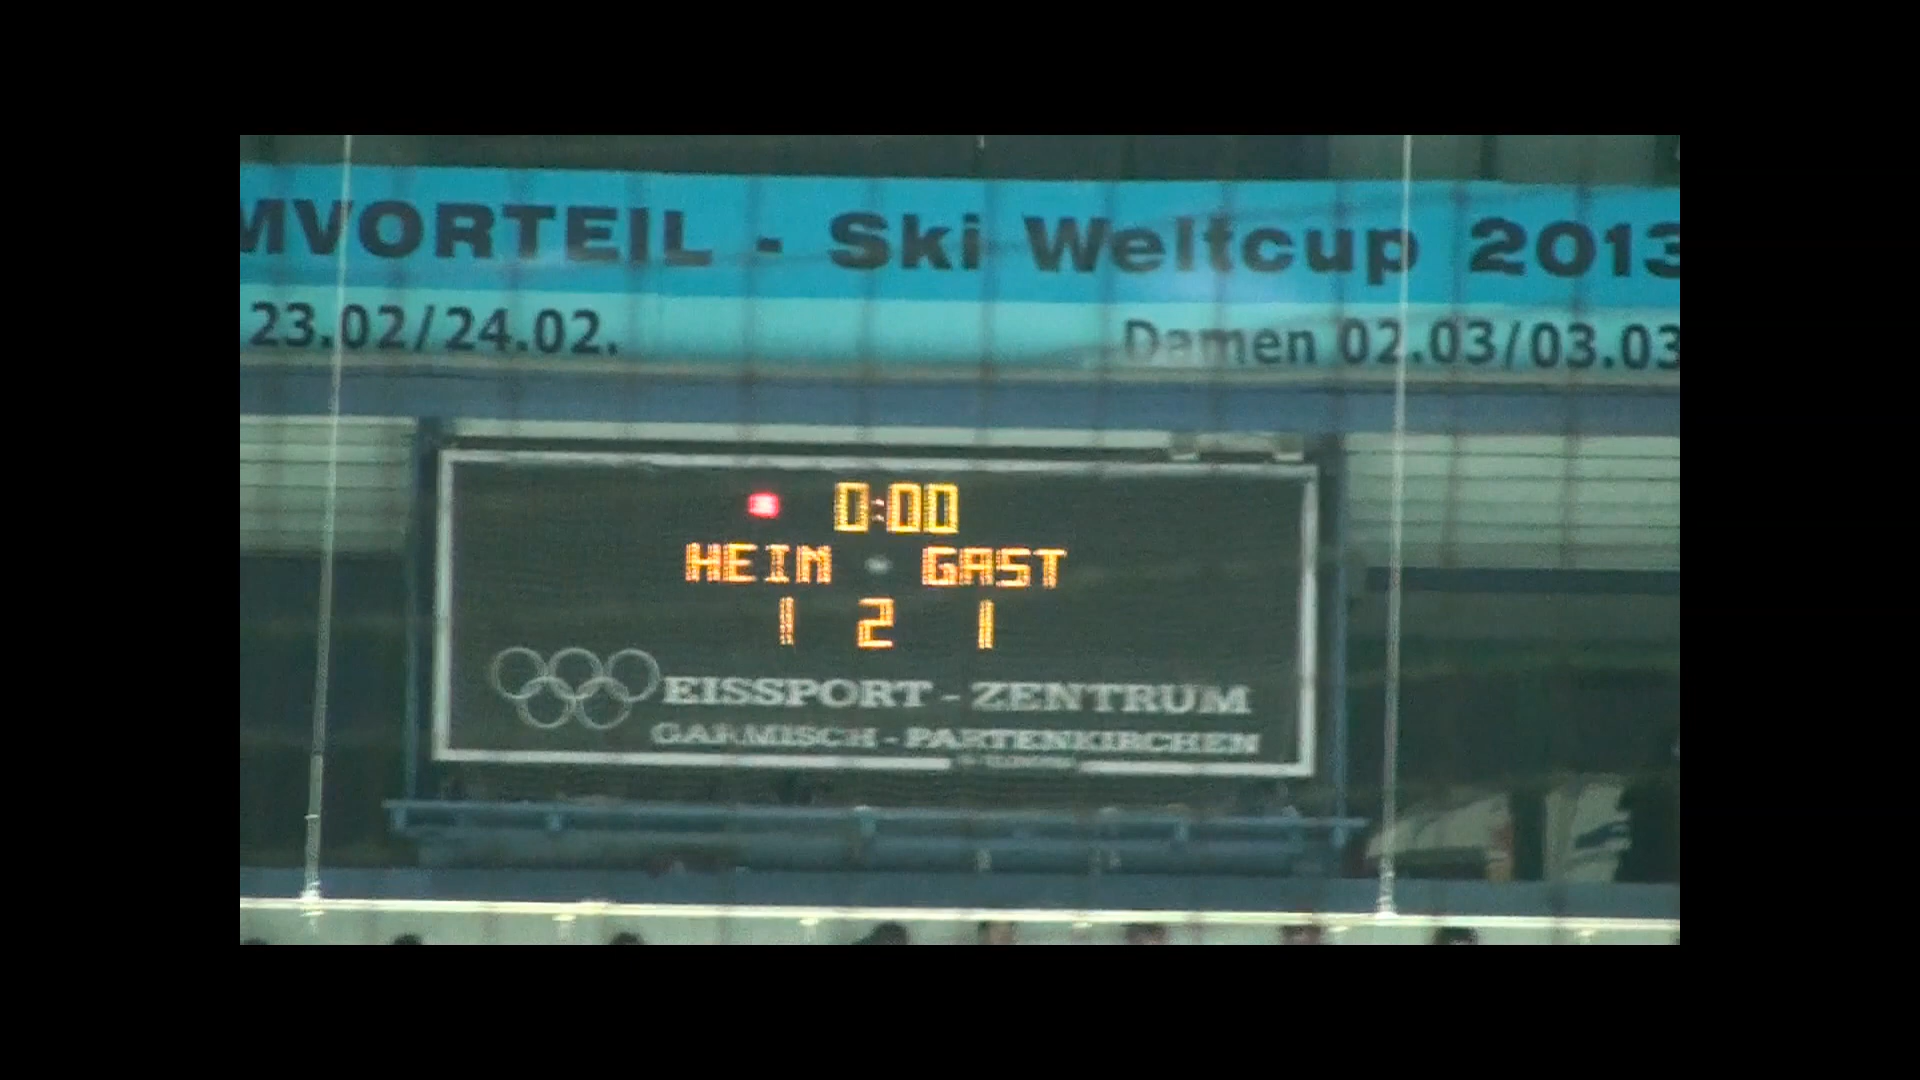 MVORTEIL - Ski Weltcup 2013
23.02/24.02. Damen 02.03/03.03
0:00
HEIM GAST
1 2 1
EISSPORT - ZENTRUM
GARMISCH - PARTENKIRCHEN